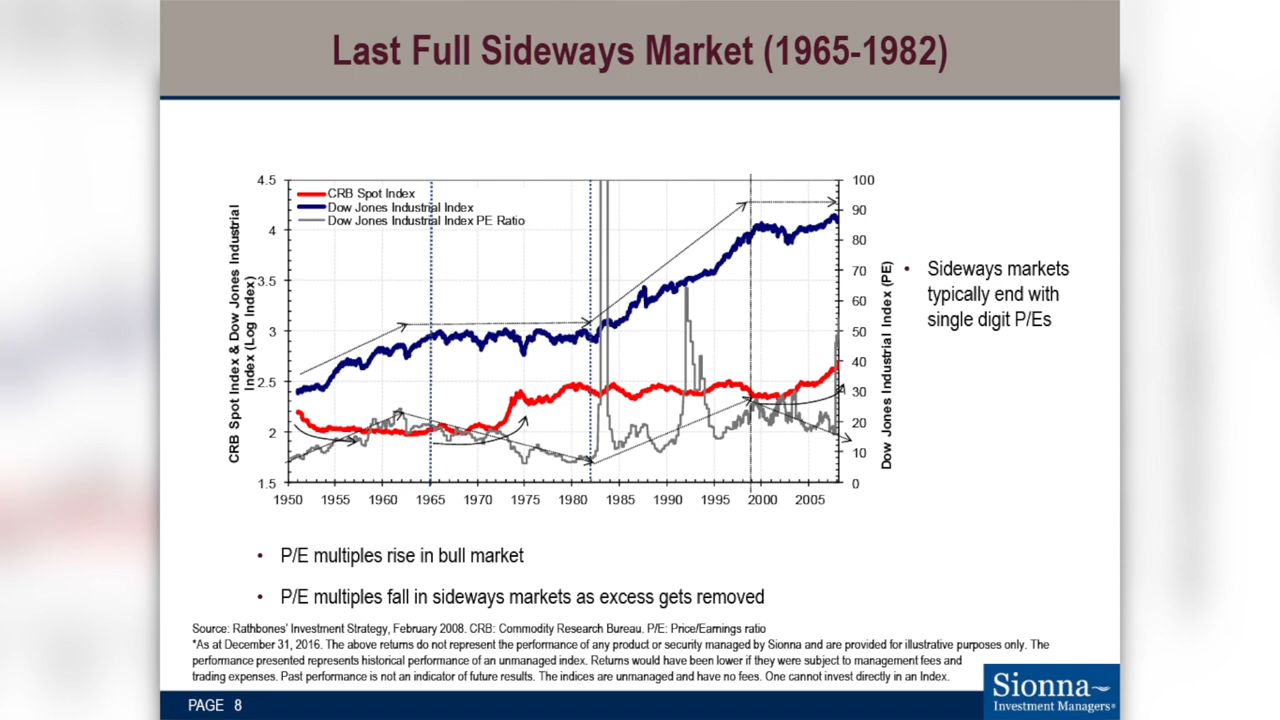 Last Full Sideways Market (1965-1982)
CRB Spot Index & Dow Jones Industrial
Index (Log Index)
4.5
4
3.5
3
2.5
2
1.5
CRB Spot Index
Dow Jones Industrial Index
Dow Jones Industrial Index PE Ratio
100
90
80
70
60
50
40
30
20
10
0
Dow Jones Industrial Index (PE)
1950 1955 1960 1965 1970 1975 1980 1985 1990 1995 2000 2005
• Sideways markets
typically end with
single digit P/Es
• P/E multiples rise in bull market
• P/E multiples fall in sideways markets as excess gets removed
Source: Rathbones' Investment Strategy, February 2008. CRB: Commodity Research Bureau. P/E: Price/Earnings ratio
*As at December 31, 2016. The above returns do not represent the performance of any product or security managed by Sionna and are provided for illustrative purposes only. The
performance presented represents historical performance of an unmanaged index. Returns would have been lower if they were subject to management fees and
trading expenses. Past performance is not an indicator of future results. The indices are unmanaged and have no fees. One cannot invest directly in an Index.
PAGE 8
Sionna
Investment Managers®